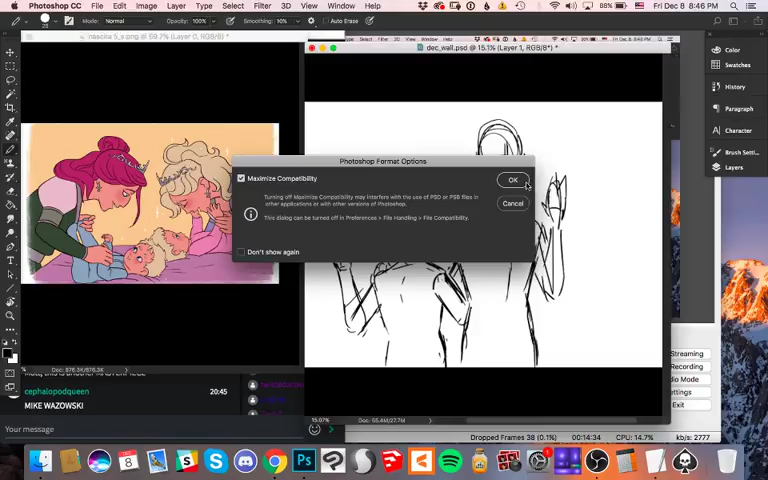 Photoshop CC File Edit Image Layer Type Select Filter 3D View Window Help 88% Fri Dec 8 8:46 PM
Mode: Normal Opacity: 100% Smoothing: 10% Auto Erase
dec_wall.psd @ 15.1% (Layer 1, RGB/8*) *
Color
Swatches
History
Paragraph
Character
Brush Setti...
Layers
Photoshop Format Options
Maximize Compatibility
OK
Turning off Maximize Compatibility may interfere with the use of PSD or PSB files in
other applications or with other versions of Photoshop.
Cancel
This dialog can be turned off in Preferences > File Handling > File Compatibility.
Don't show again
Doc: 876.3K/876.3K
cephalopodqueen 20:45
MIKE WAZOWSKI
Your message
15.07% Doc: 55.4M/27.7M
Streaming
Recording
Exit
Dropped Frames 38 (0.1%) 00:14:34 CPU: 14.7% kb/s: 2777